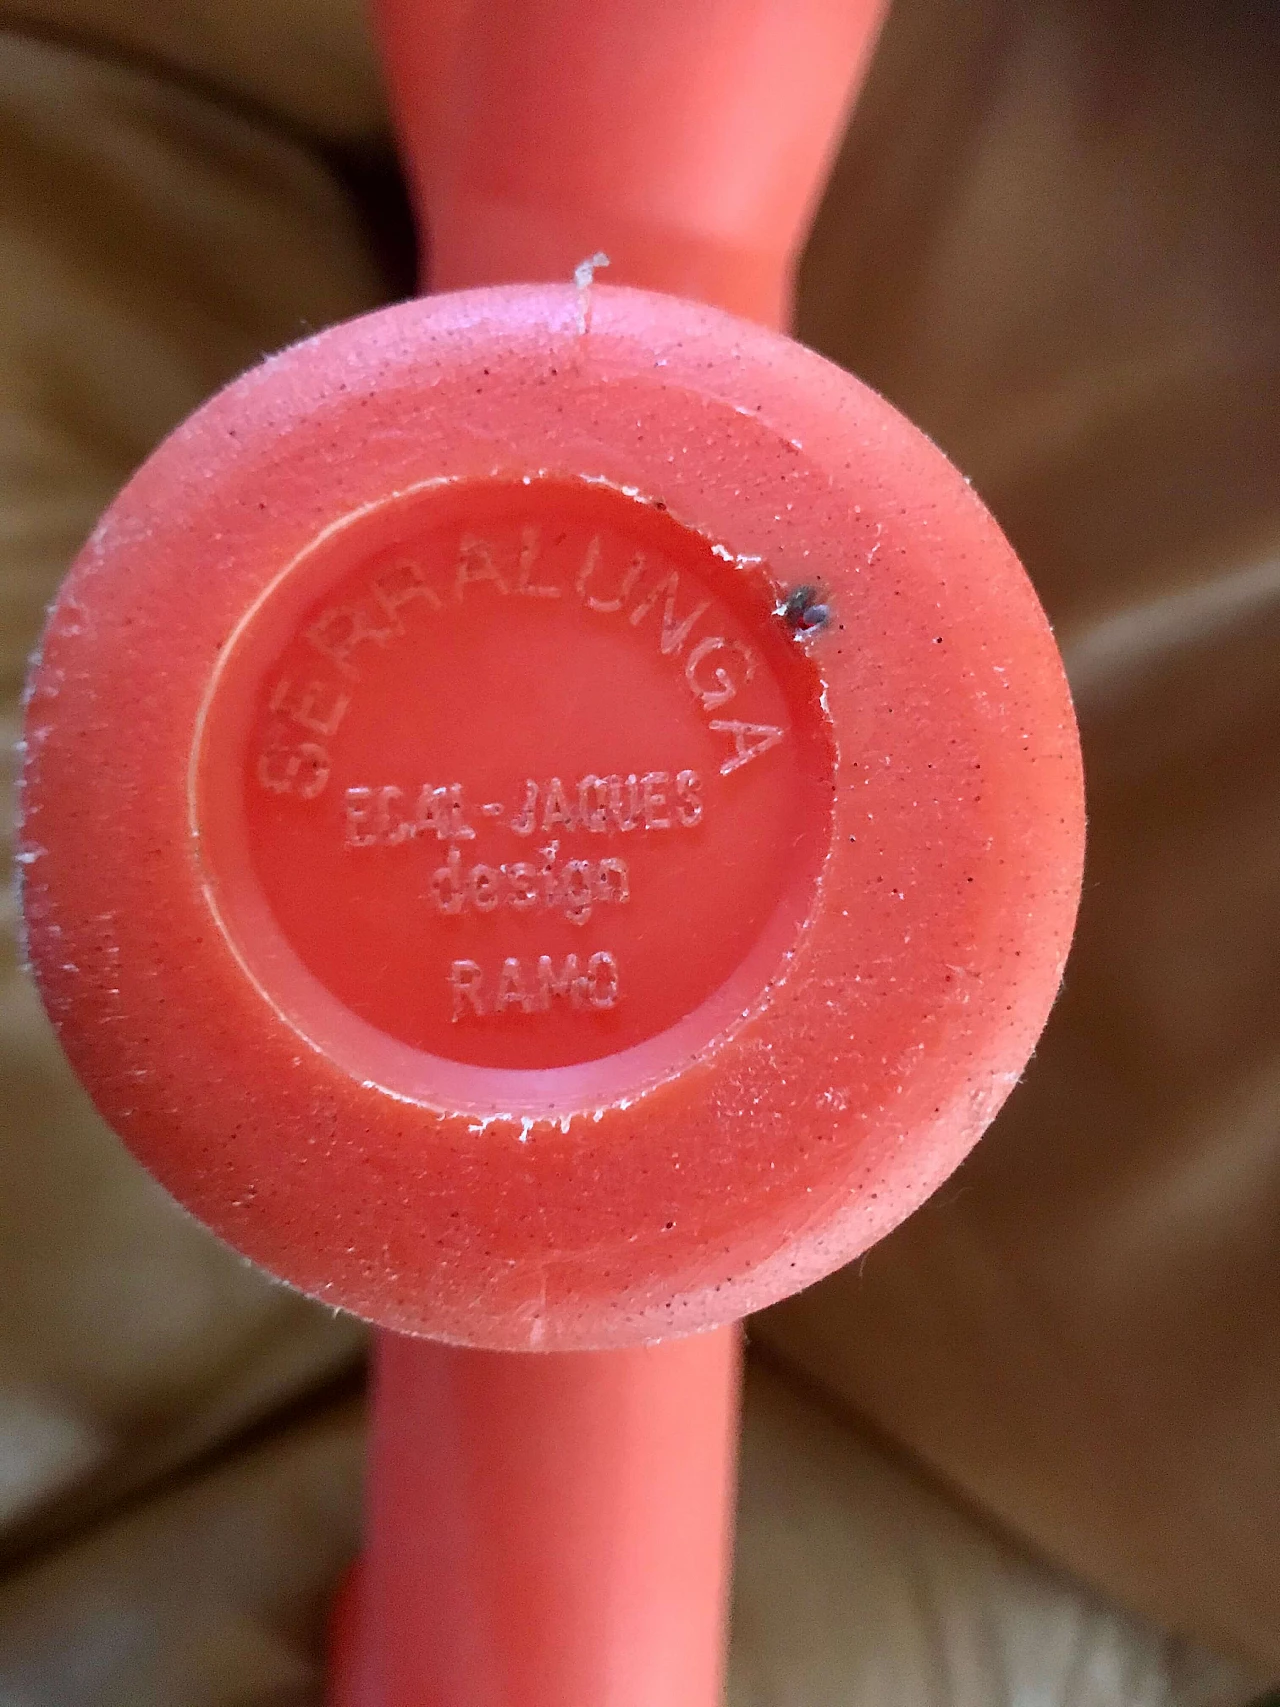 SERRALUNGA
ECAL-JAQUES
design
RAMO